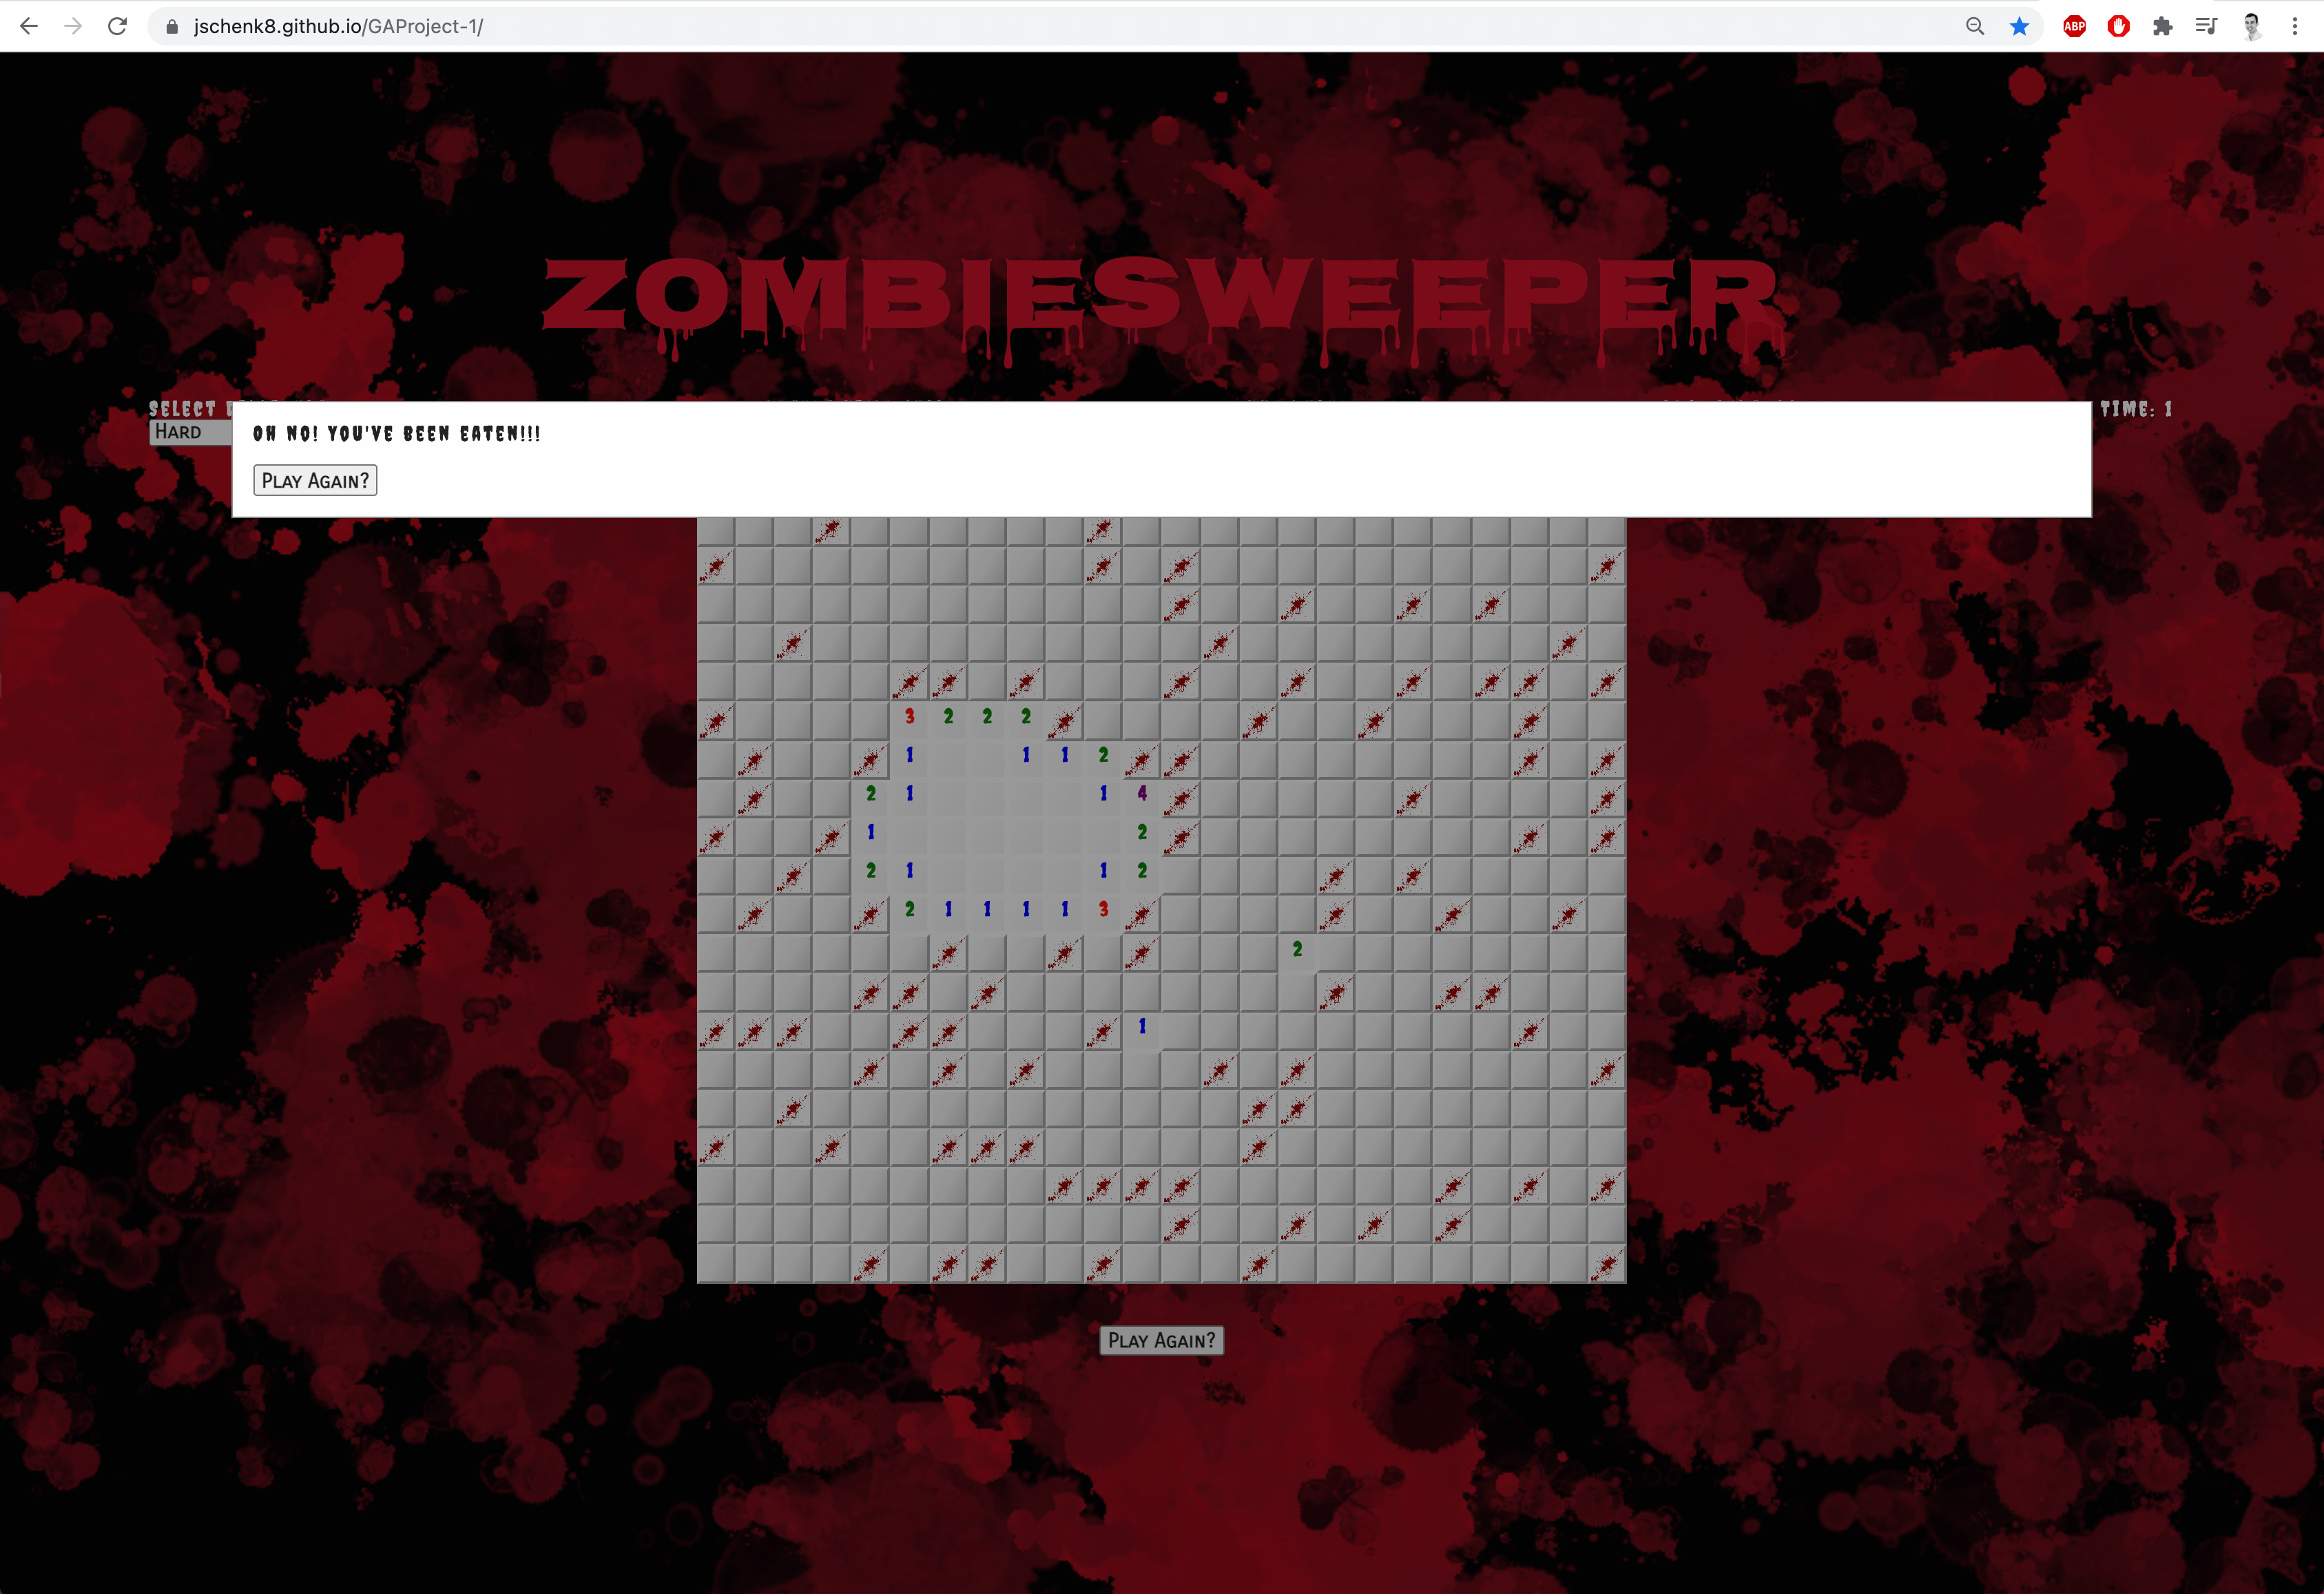 jschenk8.github.io/GAProject-1/
ABP
ZOMBIESWEEPER
SELECT
TIME: 1
HARD
OH NO! YOU'VE BEEN EATEN!!!
PLAY AGAIN?
3 2 2 2
1 1 1 2
2 1 1 4
1 2
2 1 1 2
2 1 1 1 1 3
2
1
PLAY AGAIN?